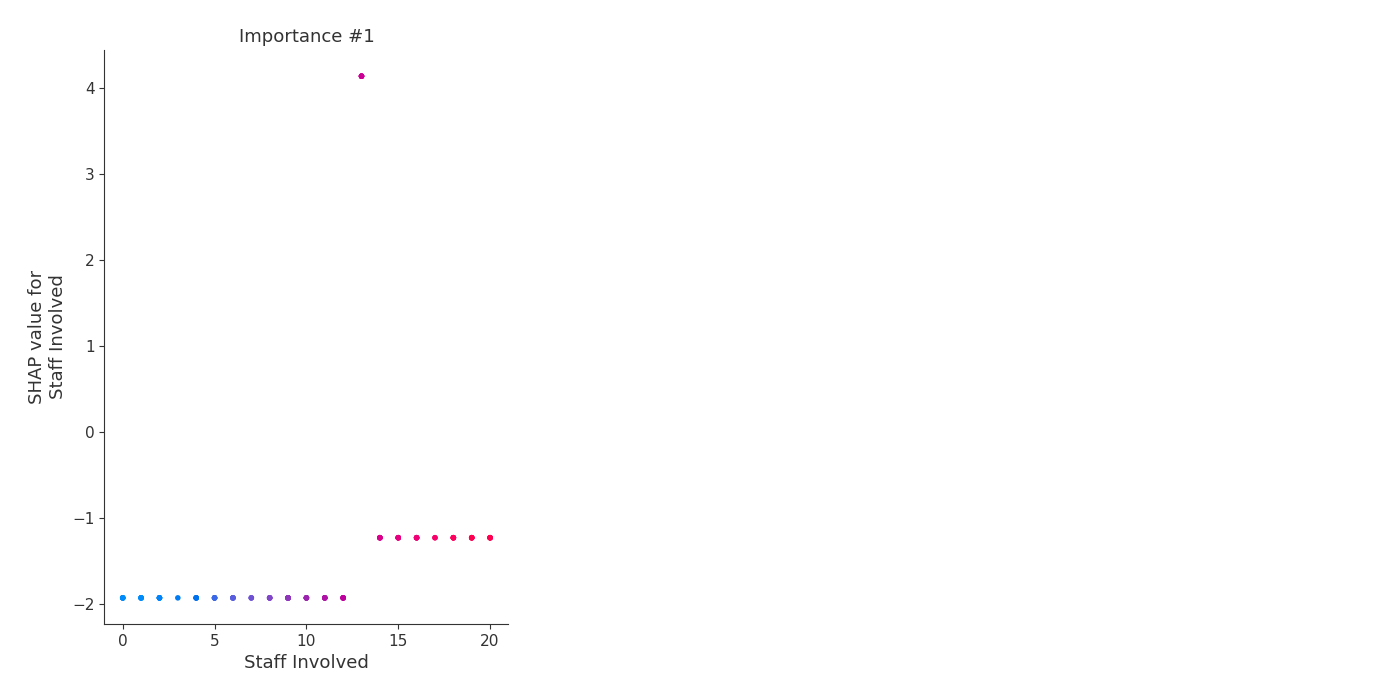 Importance #1
4
3
2
1
0
−1
−2
SHAP value for
Staff Involved
0 5 10 15 20
Staff Involved